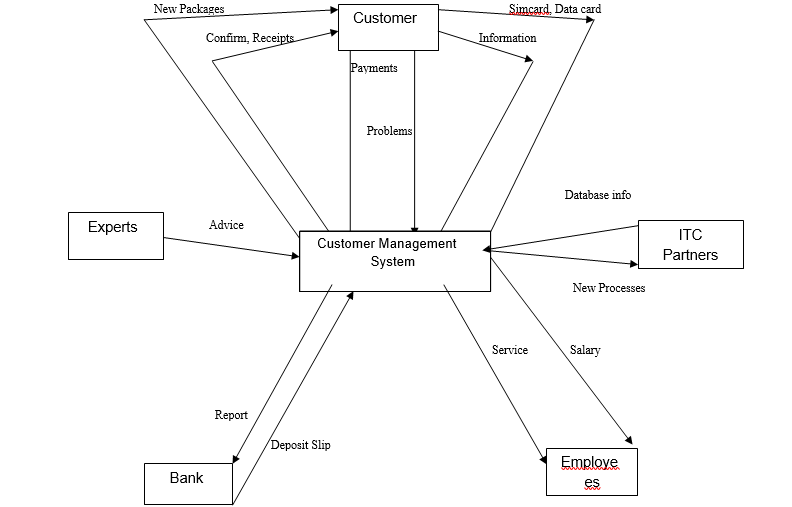 New Packages
Customer
Simcard, Data card
Confirm, Receipts
Information
Payments
Problems
Database info
Experts
Advice
Customer Management
System
ITC
Partners
New Processes
Service
Salary
Report
Deposit Slip
Bank
Employe
es